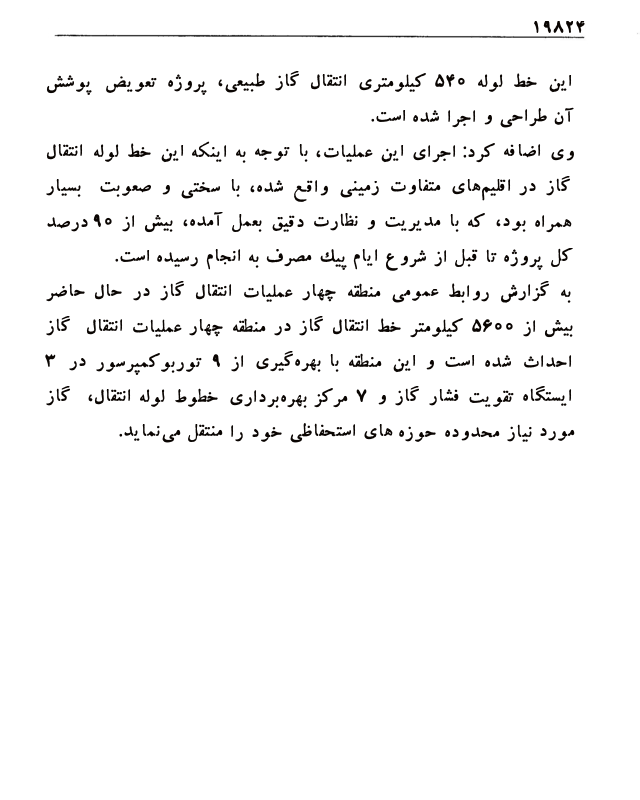 ۱۹۸۲۴
این خط لوله ۵۴۰ کیلومتری انتقال گاز طبیعی، پروژه تعویض پوشش
آن طراحی و اجرا شده است.
وی اضافه کرد: اجرای این عملیات، با توجه به اینکه این خط لوله انتقال
گاز در اقلیم‌های متفاوت زمینی واقع شده، با سختی و صعوبت بسیار
همراه بود، که با مدیریت و نظارت دقیق بعمل آمده، بیش از ۹۰ درصد
کل پروژه تا قبل از شروع ایام پیك مصرف به انجام رسیده است.
به گزارش روابط عمومی منطقه چهار عملیات انتقال گاز در حال حاضر
بیش از ۵۶۰۰ کیلومتر خط انتقال گاز در منطقه چهار عملیات انتقال گاز
احداث شده است و این منطقه با بهره‌گیری از ۹ توربوکمپرسور در ۳
ایستگاه تقویت فشار گاز و ۷ مرکز بهره‌برداری خطوط لوله انتقال، گاز
مورد نیاز محدوده حوزه های استحفاظی خود را منتقل می‌نماید.